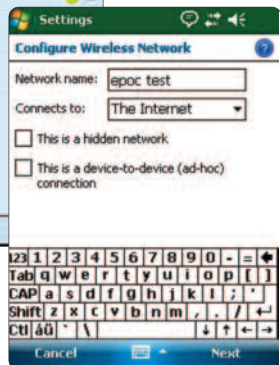 Settings
Configure Wireless Network
Network name: epoc test
Connects to: The Internet
This is a hidden network
This is a device-to-device (ad-hoc)
connection
123 1 2 3 4 5 6 7 8 9 0 - =
Tab q w e r t y u i o p [ ]
CAP a s d f g h j k l ; '
Shift z x c v b n m , . /
Ctl áü ` \
Cancel Next